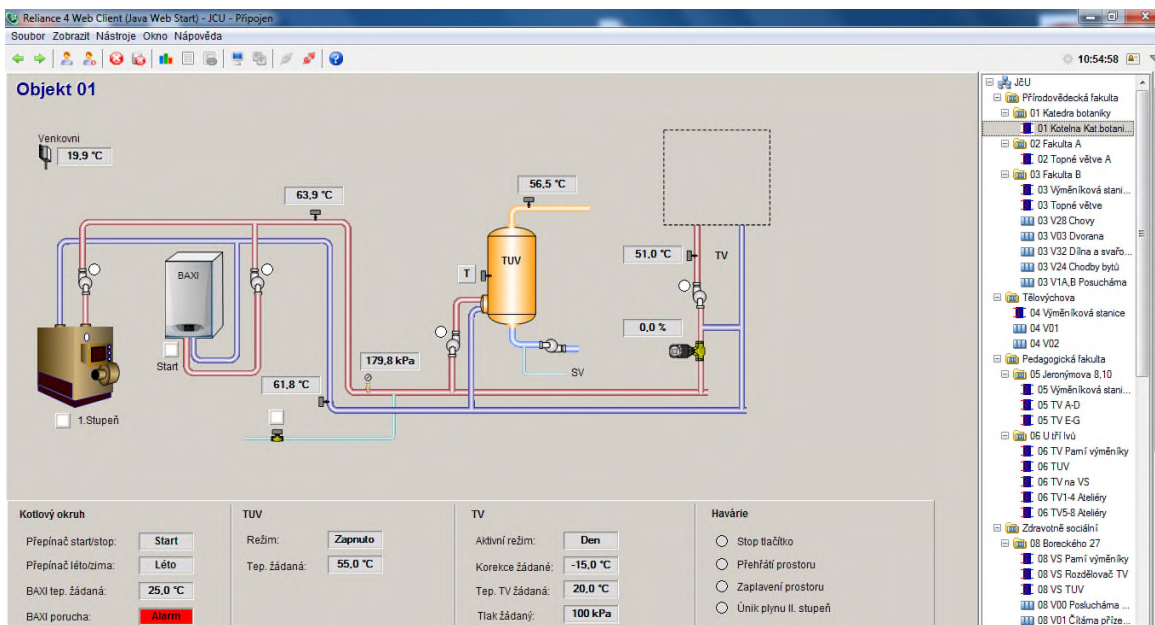 Reliance 4 Web Client (Java Web Start) - JCU - Připojen
Soubor Zobrazit Nástroje Okno Nápověda
10:54:58
Objekt 01
Venkovní
19,9 °C
63,9 °C
56,5 °C
BAXI
TUV
T
51,0 °C
TV
0,0 %
Start
179,8 kPa
SV
61,8 °C
1.Stupeň
Kotlový okruh
Přepínač start/stop: Start
Přepínač léto/zima: Léto
BAXI tep. žádaná: 25,0 °C
BAXI porucha: Alarm
TUV
Režim: Zapnuto
Tep. žádaná: 55,0 °C
TV
Aktivní režim: Den
Korekce žádané: -15,0 °C
Tep. TV žádaná: 20,0 °C
Tlak žádaný: 100 kPa
Havárie
Stop tlačítko
Přehřátí prostoru
Zaplavení prostoru
Únik plynu II. stupeň
JčU
Přírodovědecká fakulta
01 Katedra botaniky
01 Kotelna Kat.botani...
02 Fakulta A
02 Topné větve A
03 Fakulta B
03 Výměníková stani...
03 Topné větve
03 V28 Chovy
03 V03 Dvorana
03 V32 Dílna a svařo...
03 V24 Chodby bytů
03 V1A,B Posuchárna
Tělovýchova
04 Výměníková stanice
04 V01
04 V02
Pedagogická fakulta
05 Jeronýmova 8,10
05 Výměníková stani...
05 TV A-D
05 TV E-G
06 U tří lvů
06 TV Parní výměníky
06 TUV
06 TV na VS
06 TV1-4 Ateliéry
06 TV5-8 Ateliéry
Zdravotně sociální
08 Boreckého 27
08 VS Parní výměníky
08 VS Rozdělovač TV
08 VS TUV
08 V00 Poslucharna ...
08 V01 Čítárna příze...